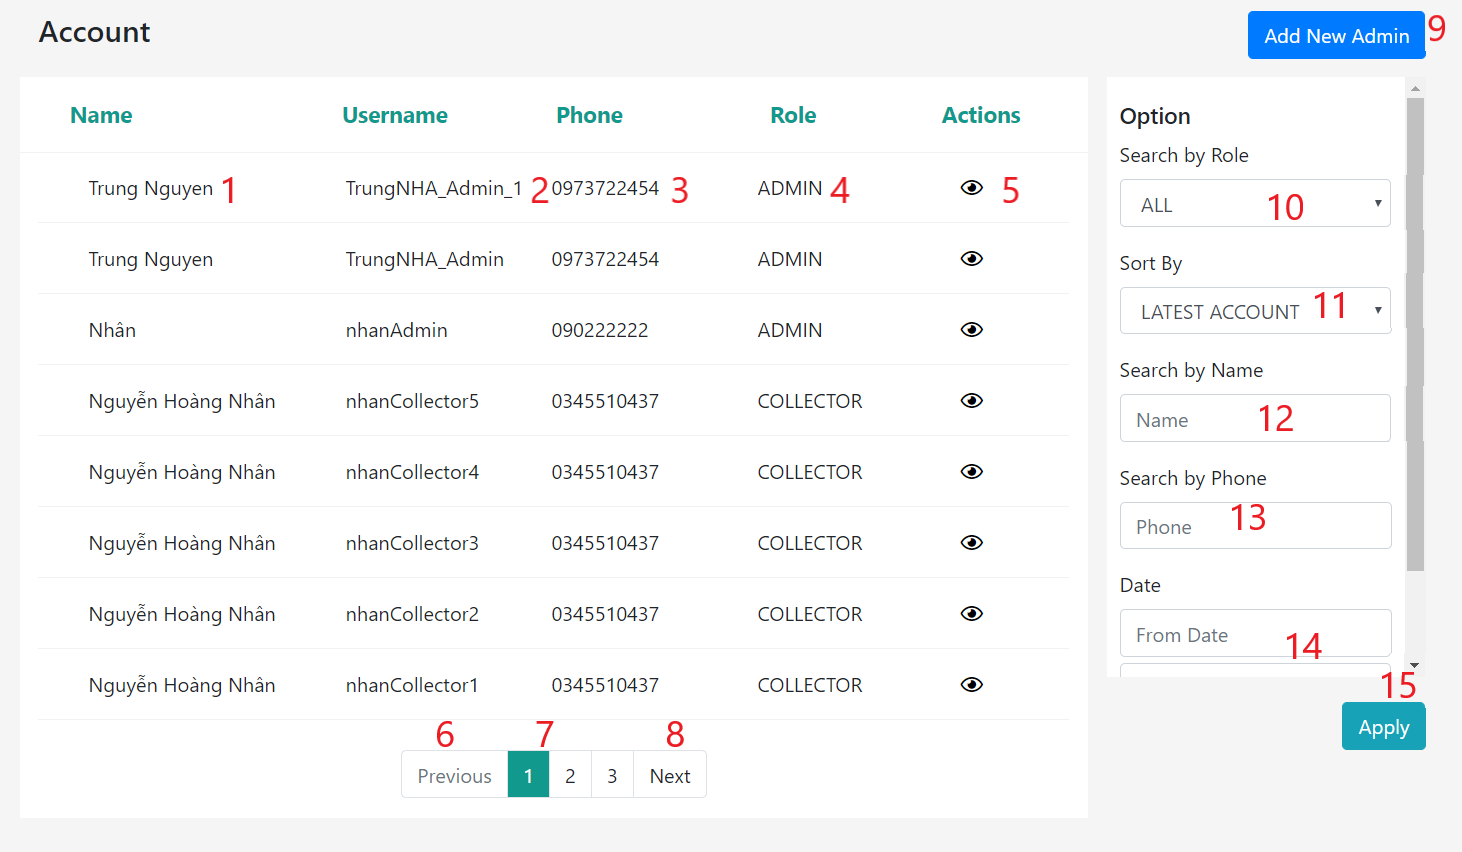 Account
Add New Admin 9
Name Username Phone Role Actions
Trung Nguyen 1 TrungNHA_Admin_1 2 0973722454 3 ADMIN 4 5
Trung Nguyen TrungNHA_Admin 0973722454 ADMIN
Nhân nhanAdmin 090222222 ADMIN
Nguyễn Hoàng Nhân nhanCollector5 0345510437 COLLECTOR
Nguyễn Hoàng Nhân nhanCollector4 0345510437 COLLECTOR
Nguyễn Hoàng Nhân nhanCollector3 0345510437 COLLECTOR
Nguyễn Hoàng Nhân nhanCollector2 0345510437 COLLECTOR
Nguyễn Hoàng Nhân nhanCollector1 0345510437 COLLECTOR
6 7 8
Previous 1 2 3 Next
Option
Search by Role
ALL 10
Sort By
LATEST ACCOUNT 11
Search by Name
Name 12
Search by Phone
Phone 13
Date
From Date 14
15
Apply